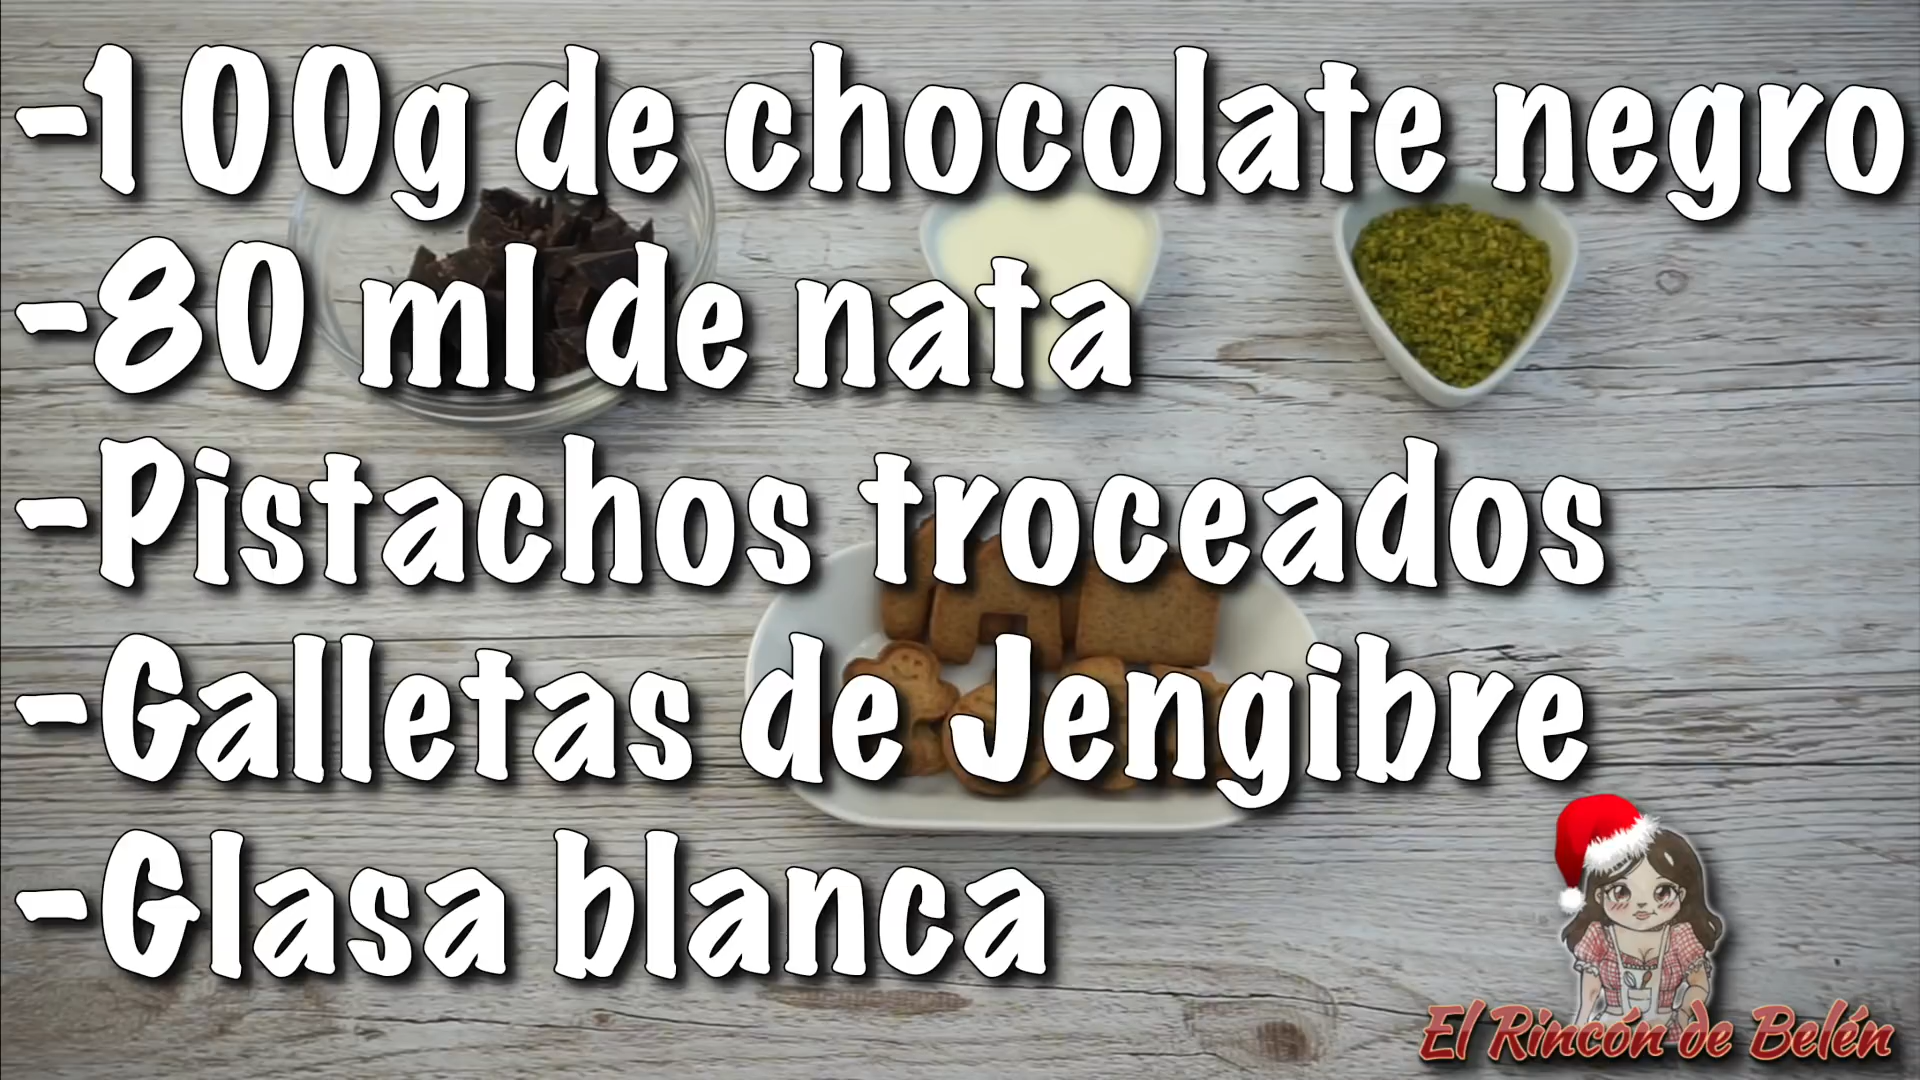 -100g de chocolate negro
-80 ml de nata
-Pistachos troceados
-Galletas de Jengibre
-Glasa blanca
El Rincón de Belén